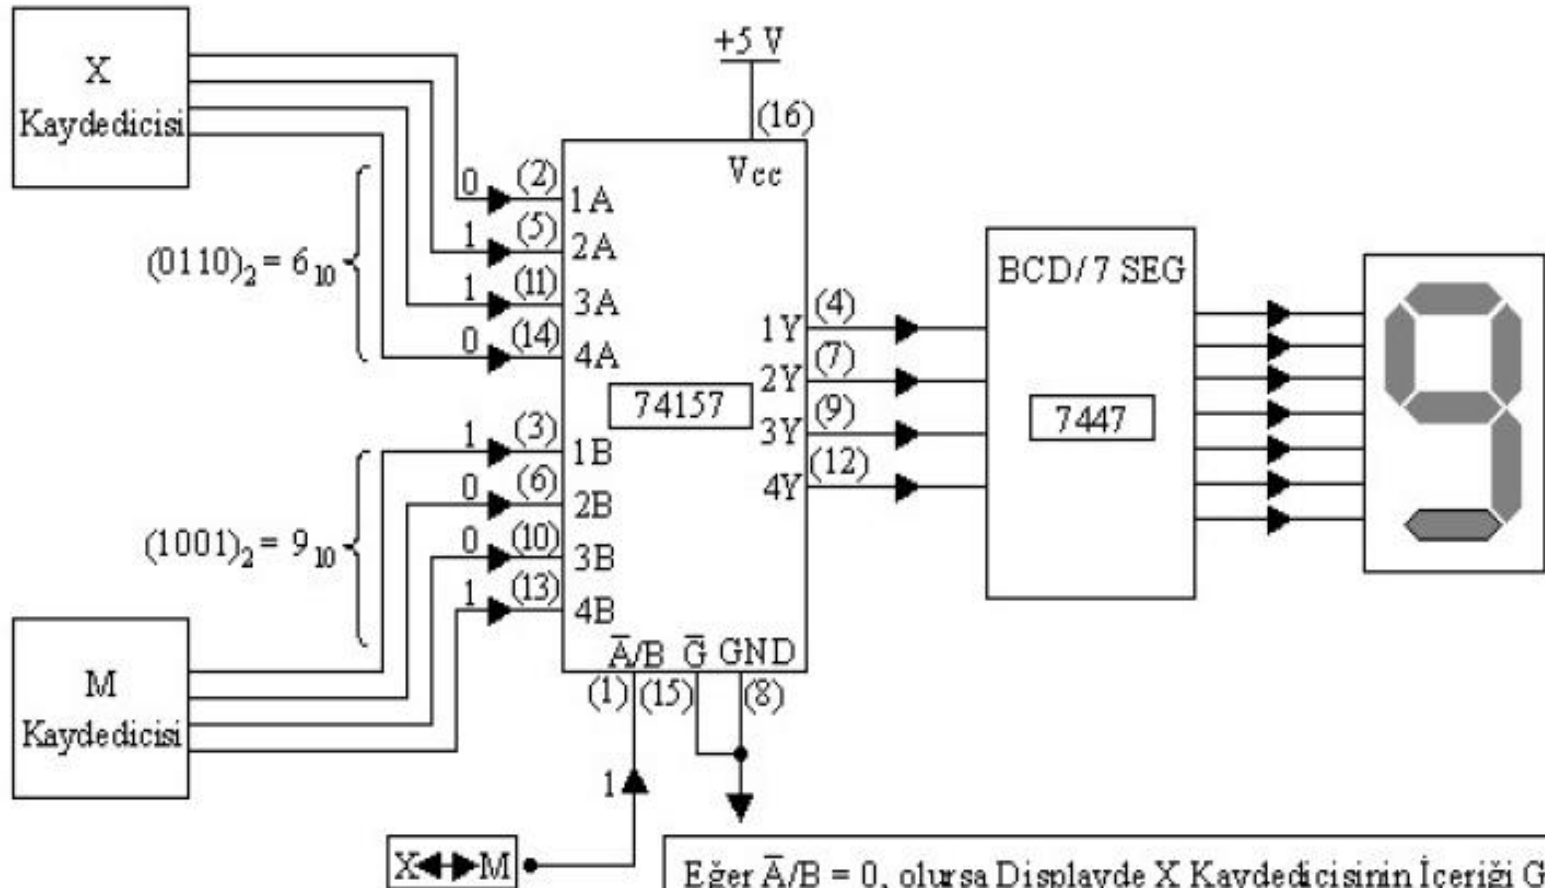 X
Kaydedicisi
(0110)₂ = 6₁₀
0 (2) 1A
1 (5) 2A
1 (11) 3A
0 (14) 4A
(1001)₂ = 9₁₀
1 (3) 1B
0 (6) 2B
0 (10) 3B
1 (13) 4B
M
Kaydedicisi
+5 V
(16)
Vcc
74157
1Y (4)
2Y (7)
3Y (9)
4Y (12)
A̅/B G̅ GND
(1) (15) (8)
1
X M
BCD/7 SEG
7447
Eğer A̅/B = 0, olursa Displayde X Kaydedicisinin İçeriği G